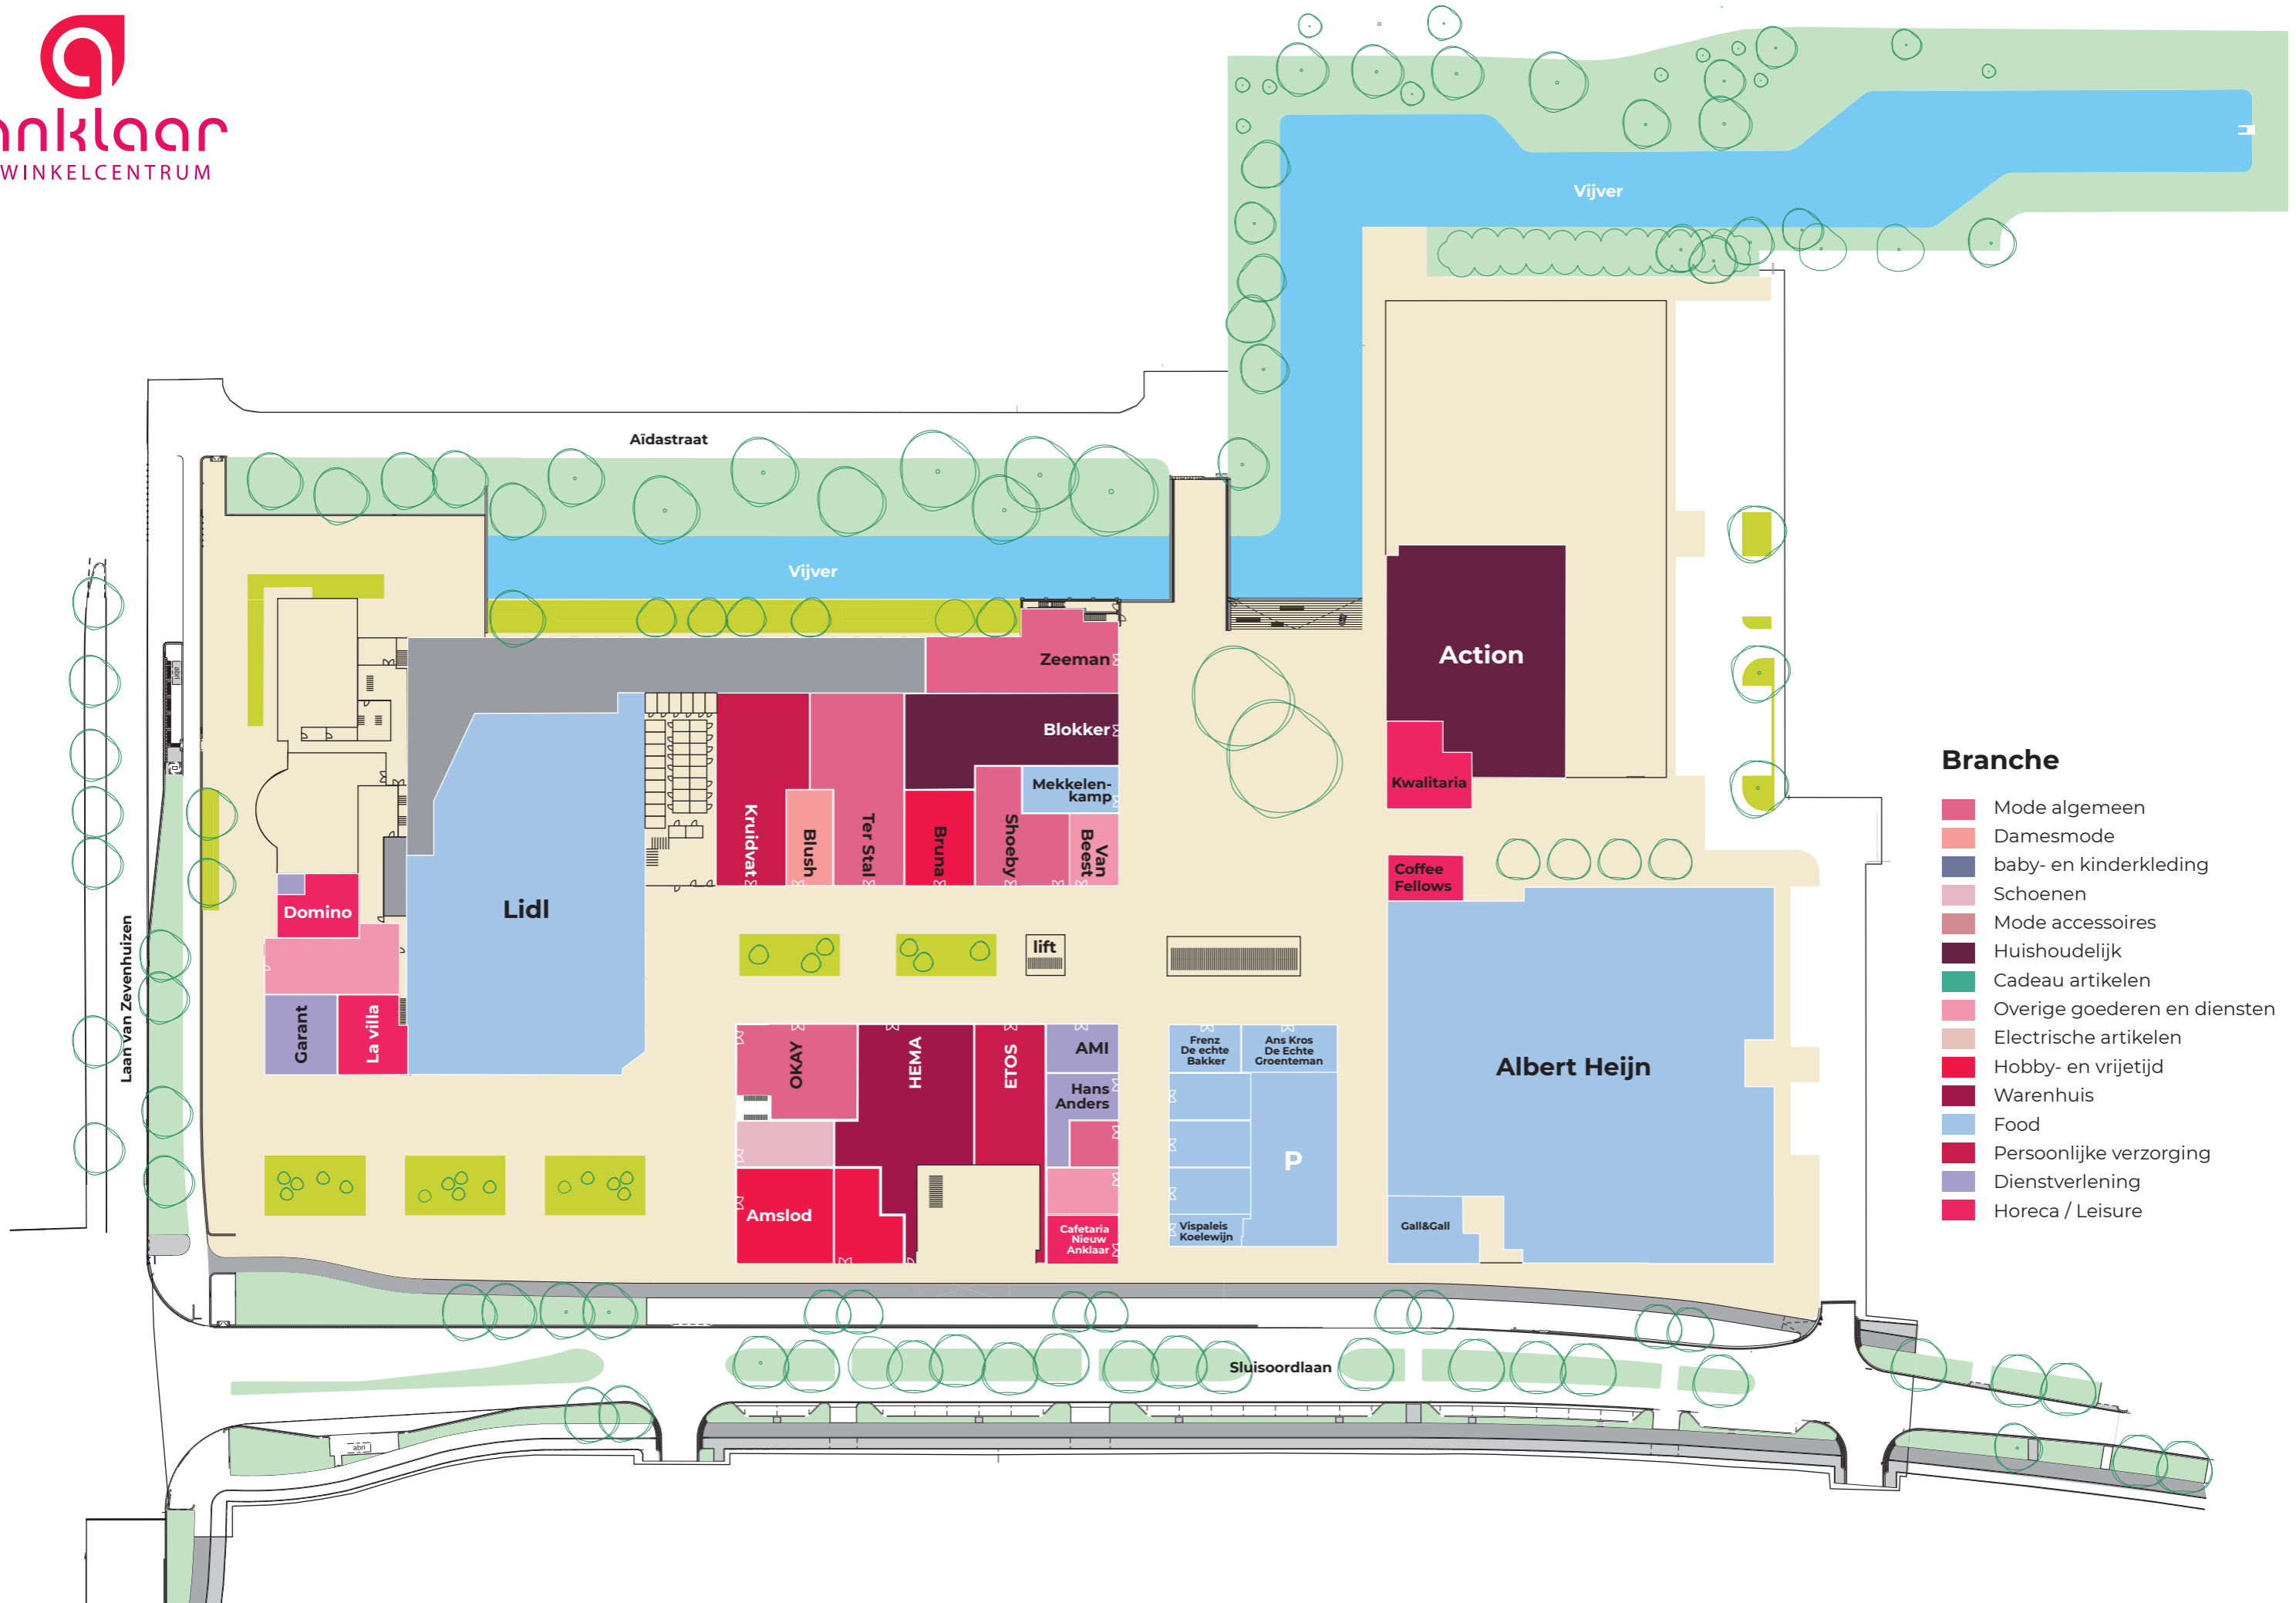 anklaar
WINKELCENTRUM
Vijver
Aïdastraat
Vijver
Laan van Zevenhuizen
abri
Zeeman
Blokker
Mekkelen-
kamp
Kruidvat
Blush
Ter Stal
Bruna
Shoeby
Van
Beest
Action
Kwalitaria
Coffee
Fellows
Domino
Lidl
Garant
La villa
lift
OKAY
HEMA
ETOS
AMI
Hans
Anders
Amslod
Cafetaria
Nieuw
Anklaar
Frenz
De echte
Bakker
Ans Kros
De Echte
Groenteman
P
Vispaleis
Koelewijn
Albert Heijn
Gall&Gall
Sluisoordlaan
abri
Branche
Mode algemeen
Damesmode
baby- en kinderkleding
Schoenen
Mode accessoires
Huishoudelijk
Cadeau artikelen
Overige goederen en diensten
Electrische artikelen
Hobby- en vrijetijd
Warenhuis
Food
Persoonlijke verzorging
Dienstverlening
Horeca / Leisure